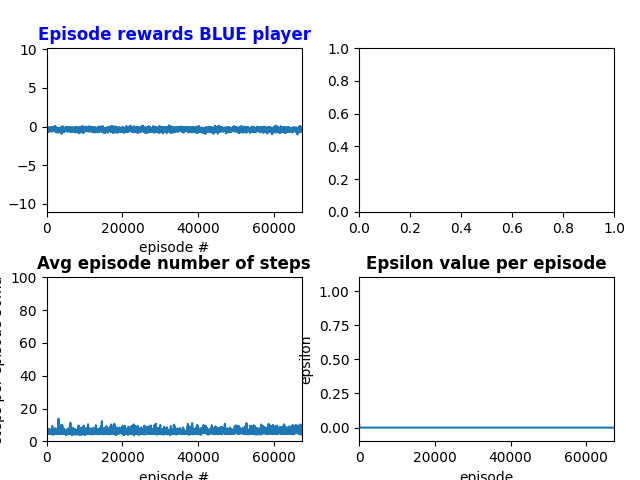 Episode rewards BLUE player
10
5
0
−5
−10
0 20000 40000 60000
episode #
1.0
0.8
0.6
0.4
0.2
0.0
0.0 0.2 0.4 0.6 0.8 1.0
Avg episode number of steps
100
80
60
40
20
0
0 20000 40000 60000
episode #
Epsilon value per episode
epsilon
1.00
0.75
0.50
0.25
0.00
0 20000 40000 60000
episode